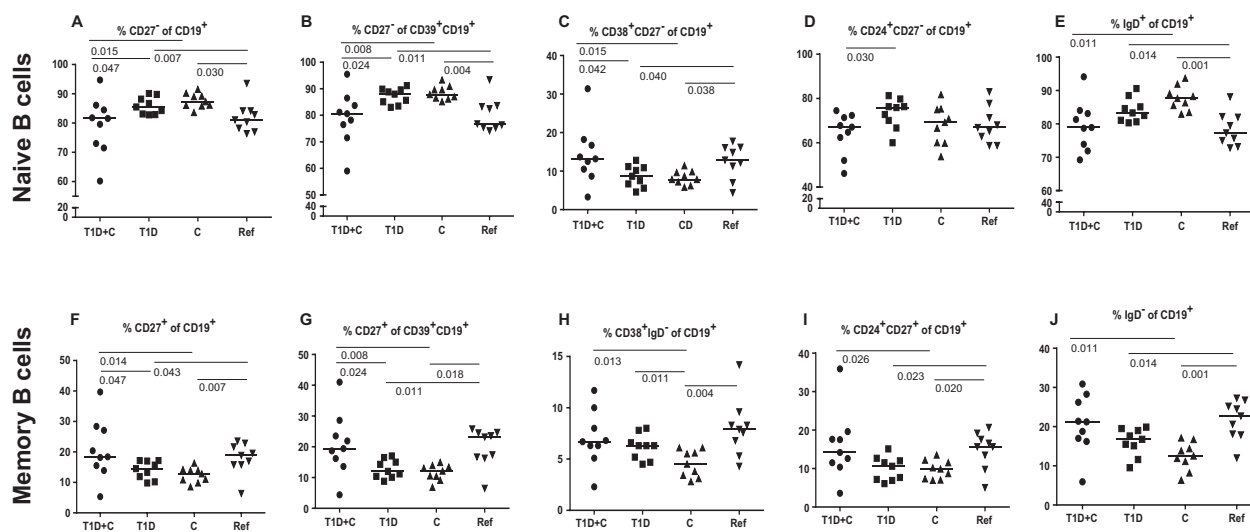 Naive B cells
A
% CD27⁻ of CD19⁺
0.015
0.007
0.047
0.030
100
90
80
70
60
20
0
T1D+C T1D C Ref
B
% CD27⁻ of CD39⁺CD19⁺
0.008
0.011
0.024
0.004
100
90
80
70
60
50
40
0
T1D+C T1D C Ref
C
% CD38⁺CD27⁻ of CD19⁺
0.015
0.042
0.040
0.038
40
30
20
10
0
T1D+C T1D CD Ref
D
% CD24⁺CD27⁻ of CD19⁺
0.030
100
80
60
40
20
0
T1D+C T1D C Ref
E
% IgD⁺ of CD19⁺
0.011
0.014
0.001
100
90
80
70
60
40
0
T1D+C T1D C Ref
Memory B cells
F
% CD27⁺ of CD19⁺
0.014
0.047
0.043
0.007
50
40
30
20
10
0
T1D+C T1D C Ref
G
% CD27⁺ of CD39⁺CD19⁺
0.008
0.018
0.024
0.011
50
40
30
20
10
0
T1D+C T1D C Ref
H
% CD38⁺IgD⁻ of CD19⁺
0.013
0.011
0.004
15
10
5
0
T1D+C T1D C Ref
I
% CD24⁺CD27⁺ of CD19⁺
0.026
0.023
0.020
40
30
20
10
0
T1D+C T1D C Ref
J
% IgD⁻ of CD19⁺
0.011
0.014
0.001
40
30
20
10
0
T1D+C T1D C Ref